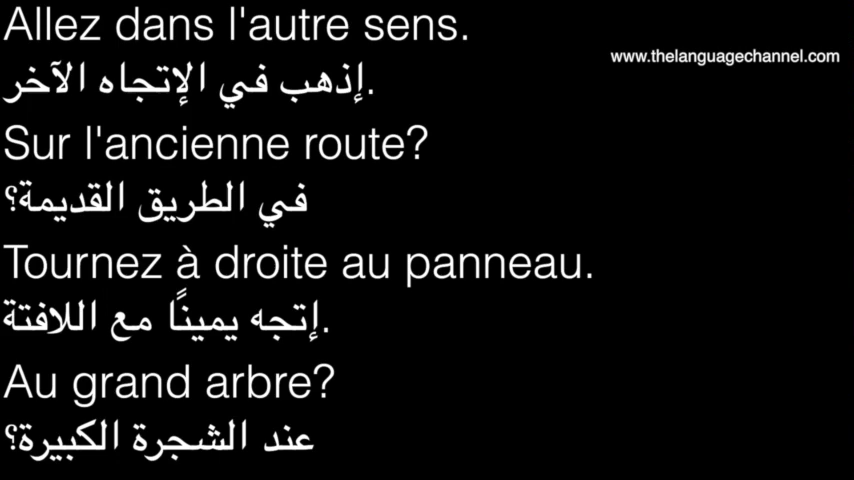 Allez dans l'autre sens.
www.thelanguagechannel.com
إذهب في الإتجاه الآخر.
Sur l'ancienne route?
في الطريق القديمة؟
Tournez à droite au panneau.
إتجه يمينًا مع اللافتة.
Au grand arbre?
عند الشجرة الكبيرة؟